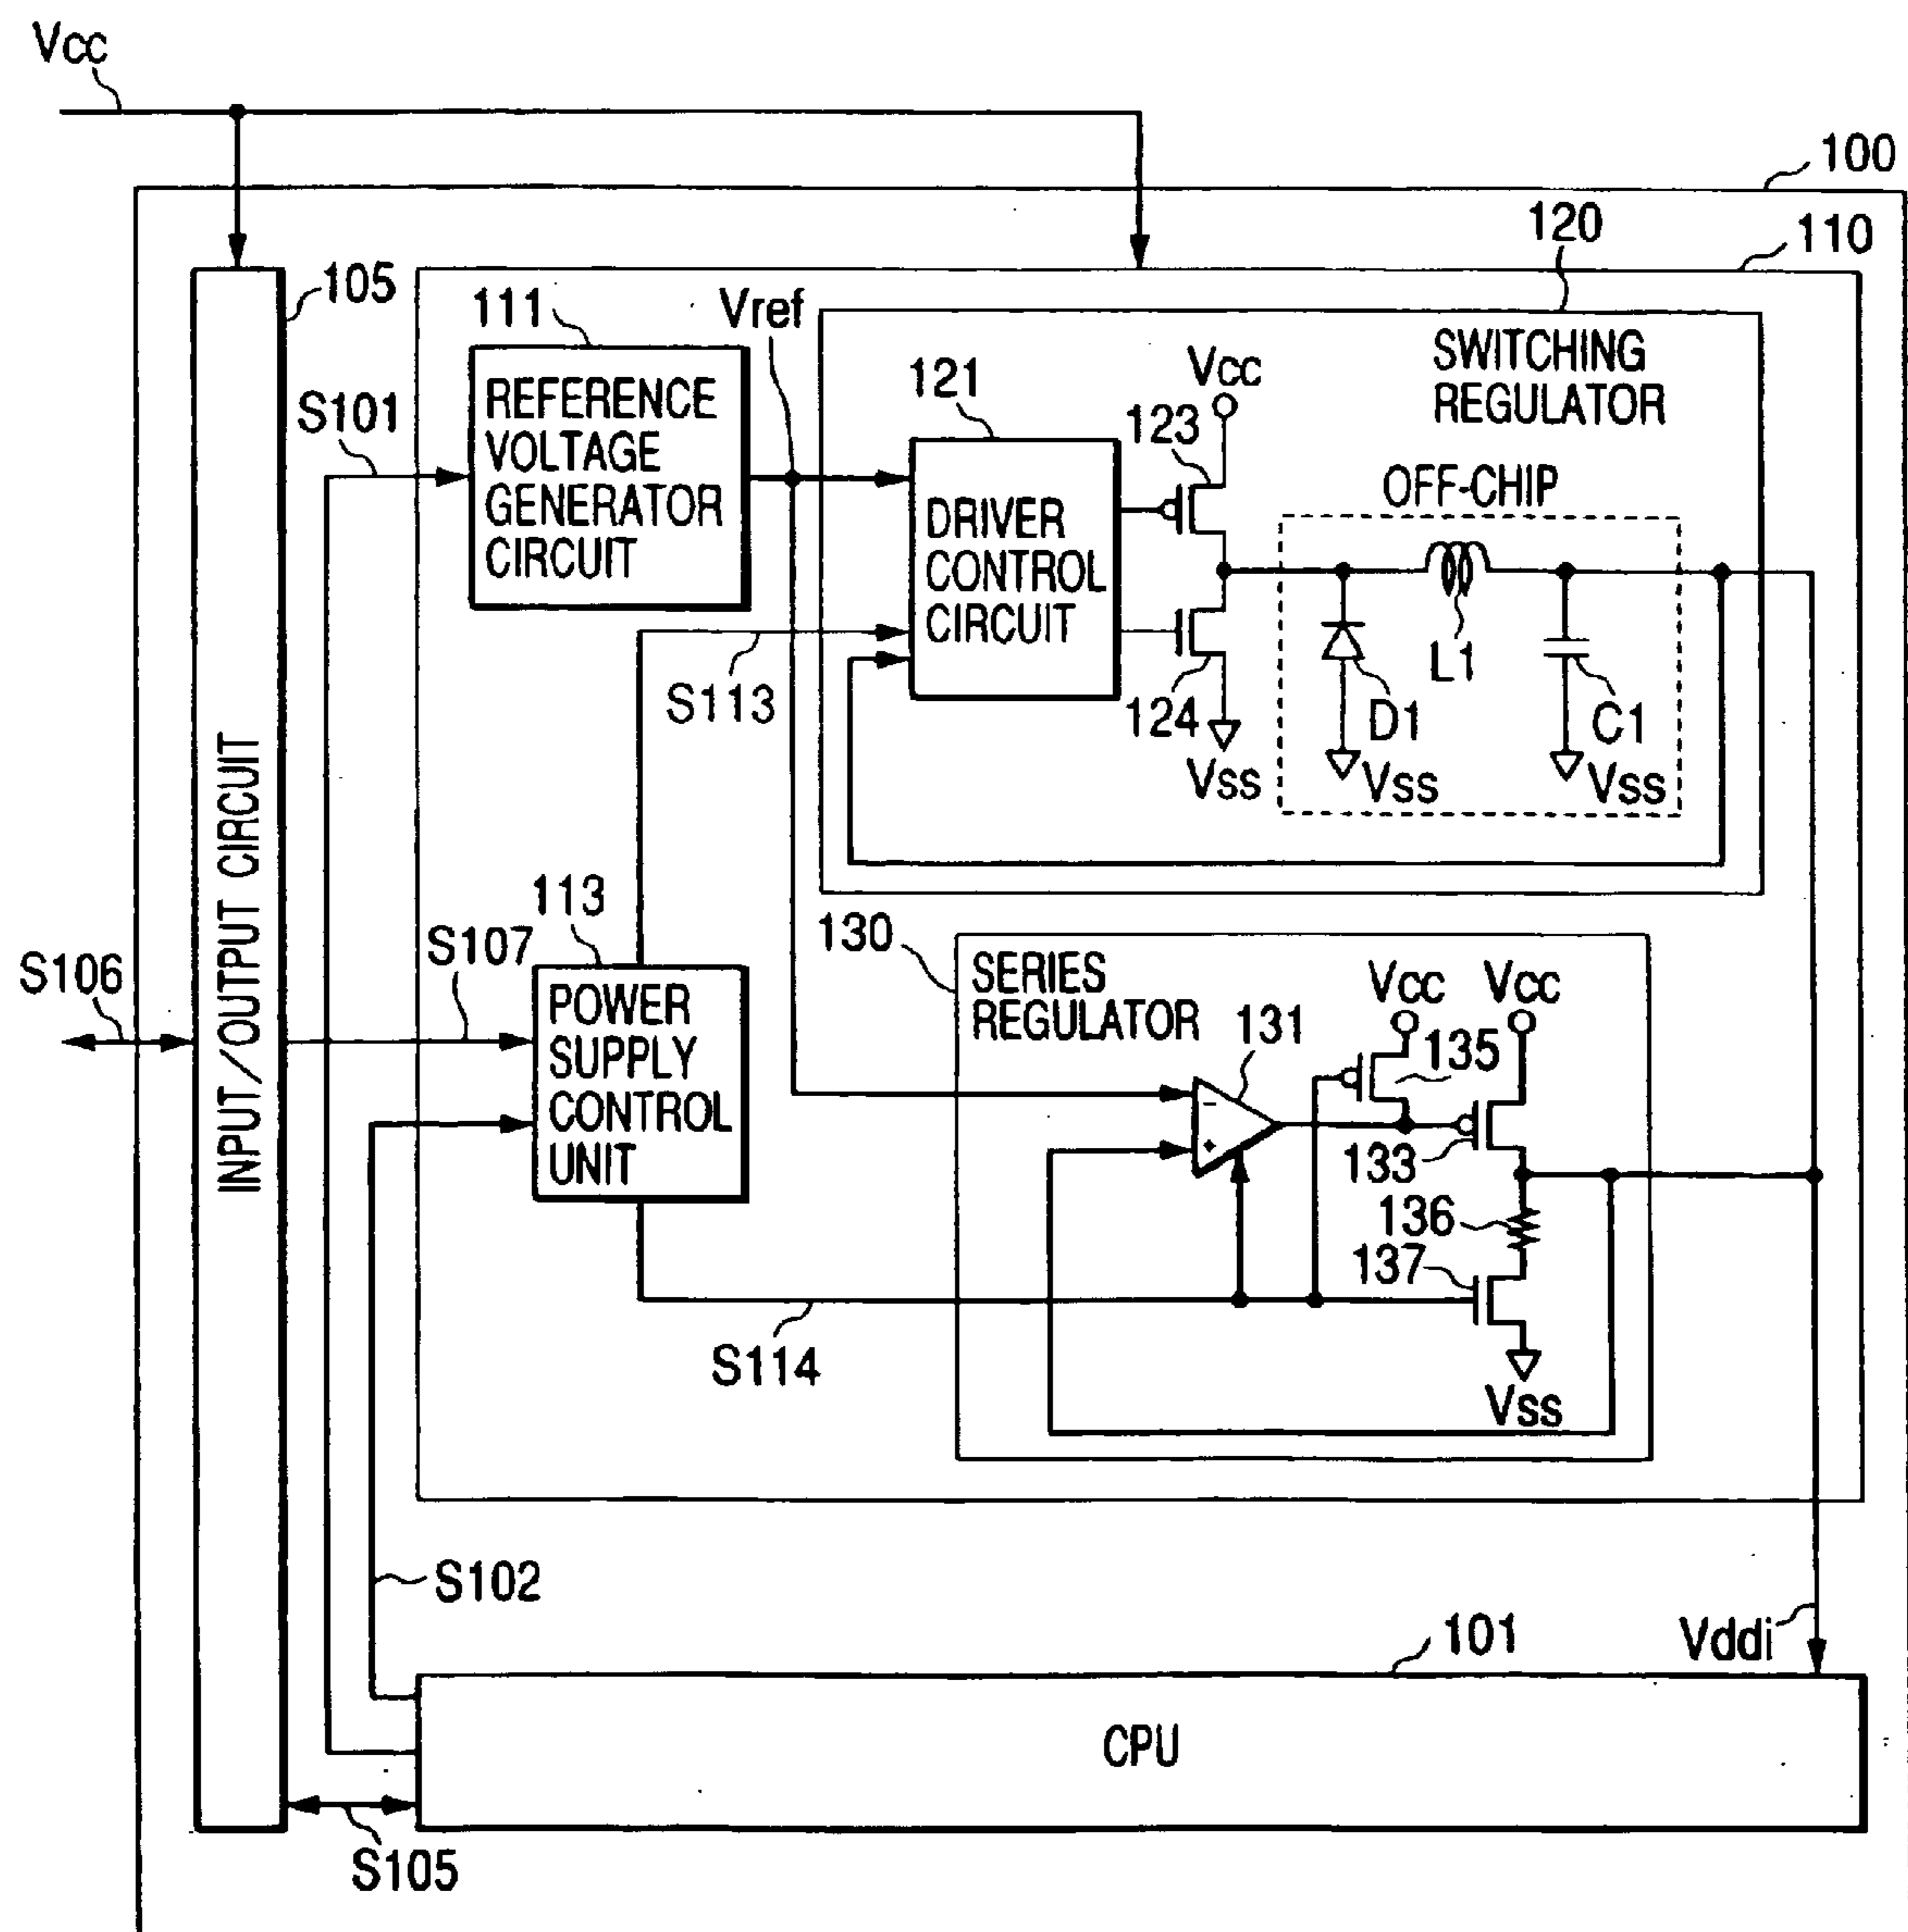 Vcc
100
120
110
105
111
Vref
SWITCHING
REGULATOR
REFERENCE
VOLTAGE
GENERATOR
CIRCUIT
S101
121
Vcc
123
OFF-CHIP
DRIVER
CONTROL
CIRCUIT
L1
S113
124
D1
C1
Vss
Vss
Vss
INPUT/OUTPUT CIRCUIT
113
S107
130
S106
SERIES
REGULATOR
Vcc
Vcc
POWER
SUPPLY
CONTROL
UNIT
131
135
-
+
133
136
137
S114
Vss
S102
101
Vddi
CPU
S105